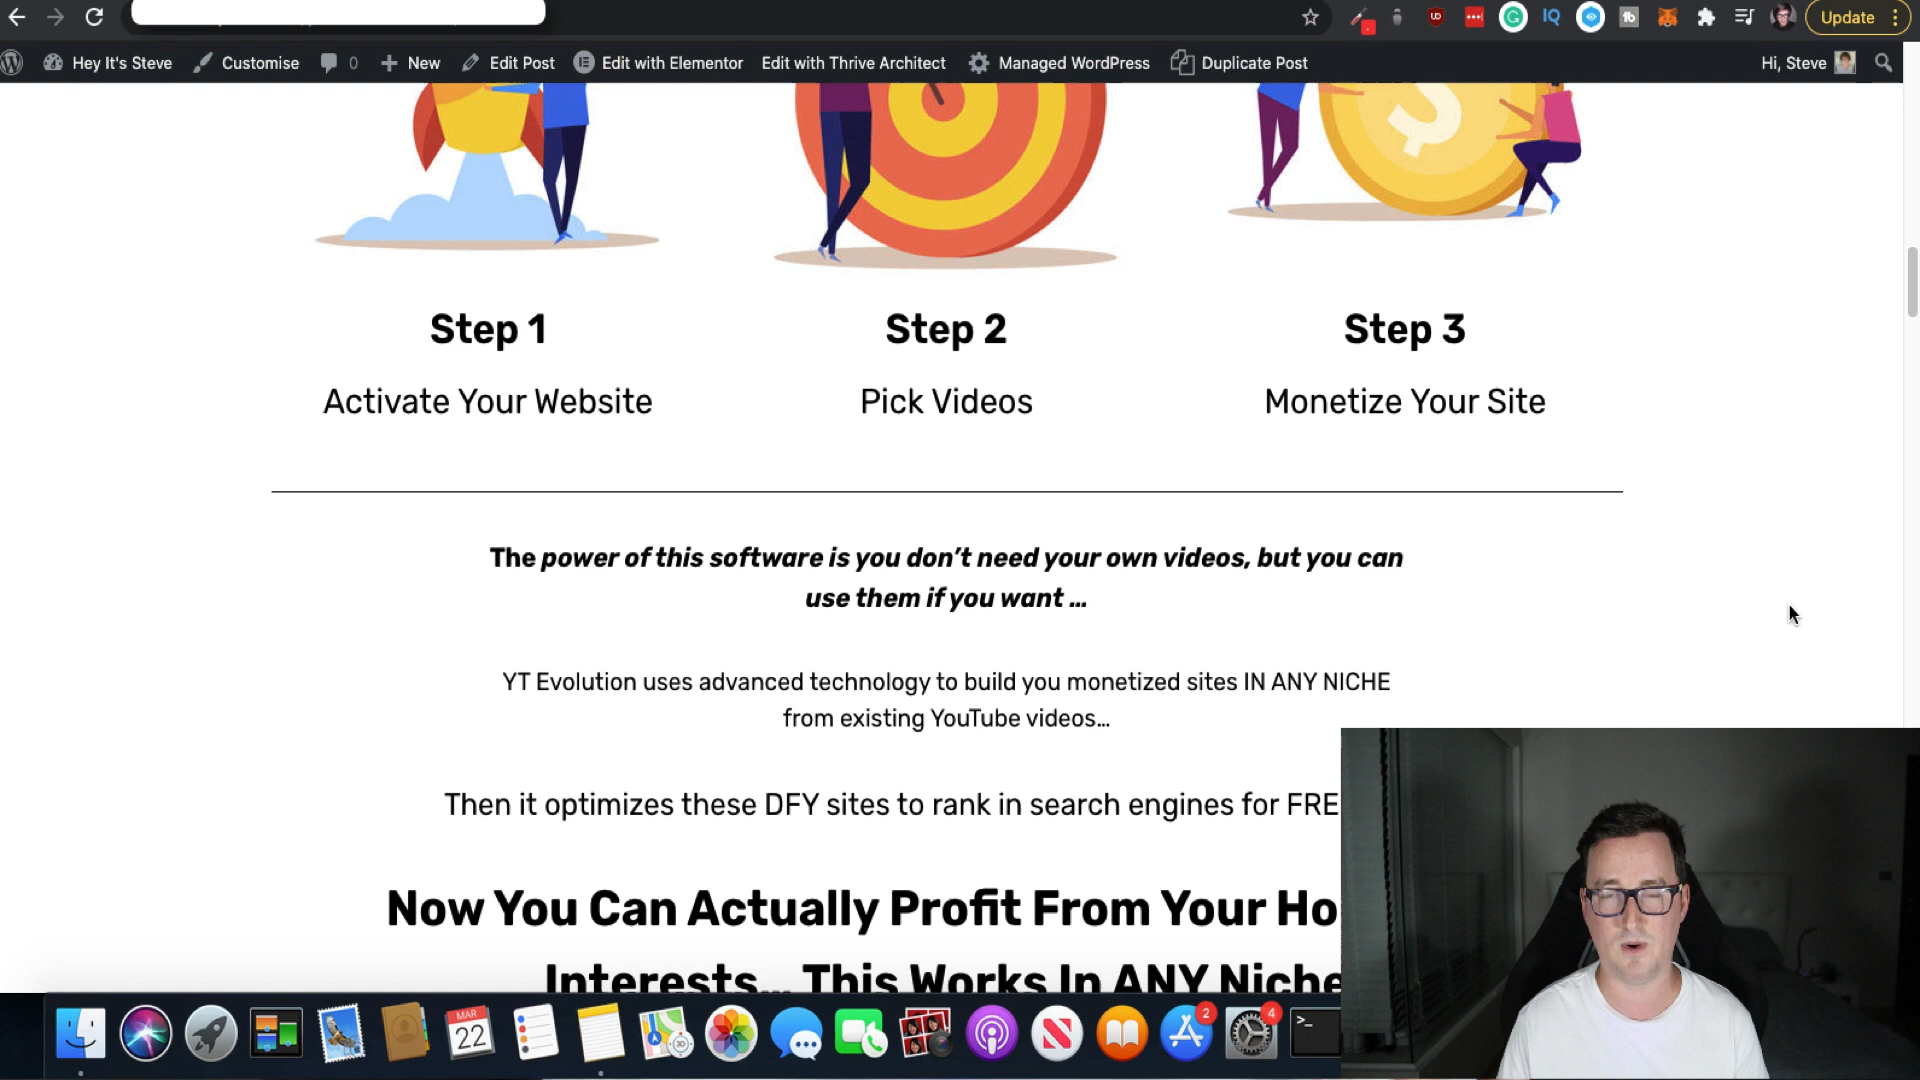 Update
Hey It's Steve
Customise
0
New
Edit Post
Edit with Elementor
Edit with Thrive Architect
Managed WordPress
Duplicate Post
Hi, Steve
Step 1
Step 2
Step 3
Activate Your Website
Pick Videos
Monetize Your Site
The power of this software is you don't need your own videos, but you can
use them if you want ...
YT Evolution uses advanced technology to build you monetized sites IN ANY NICHE
from existing YouTube videos...
Then it optimizes these DFY sites to rank in search engines for FRE
Now You Can Actually Profit From Your Ho
Interests... This Works In ANY Niche
MAR
22
2
4